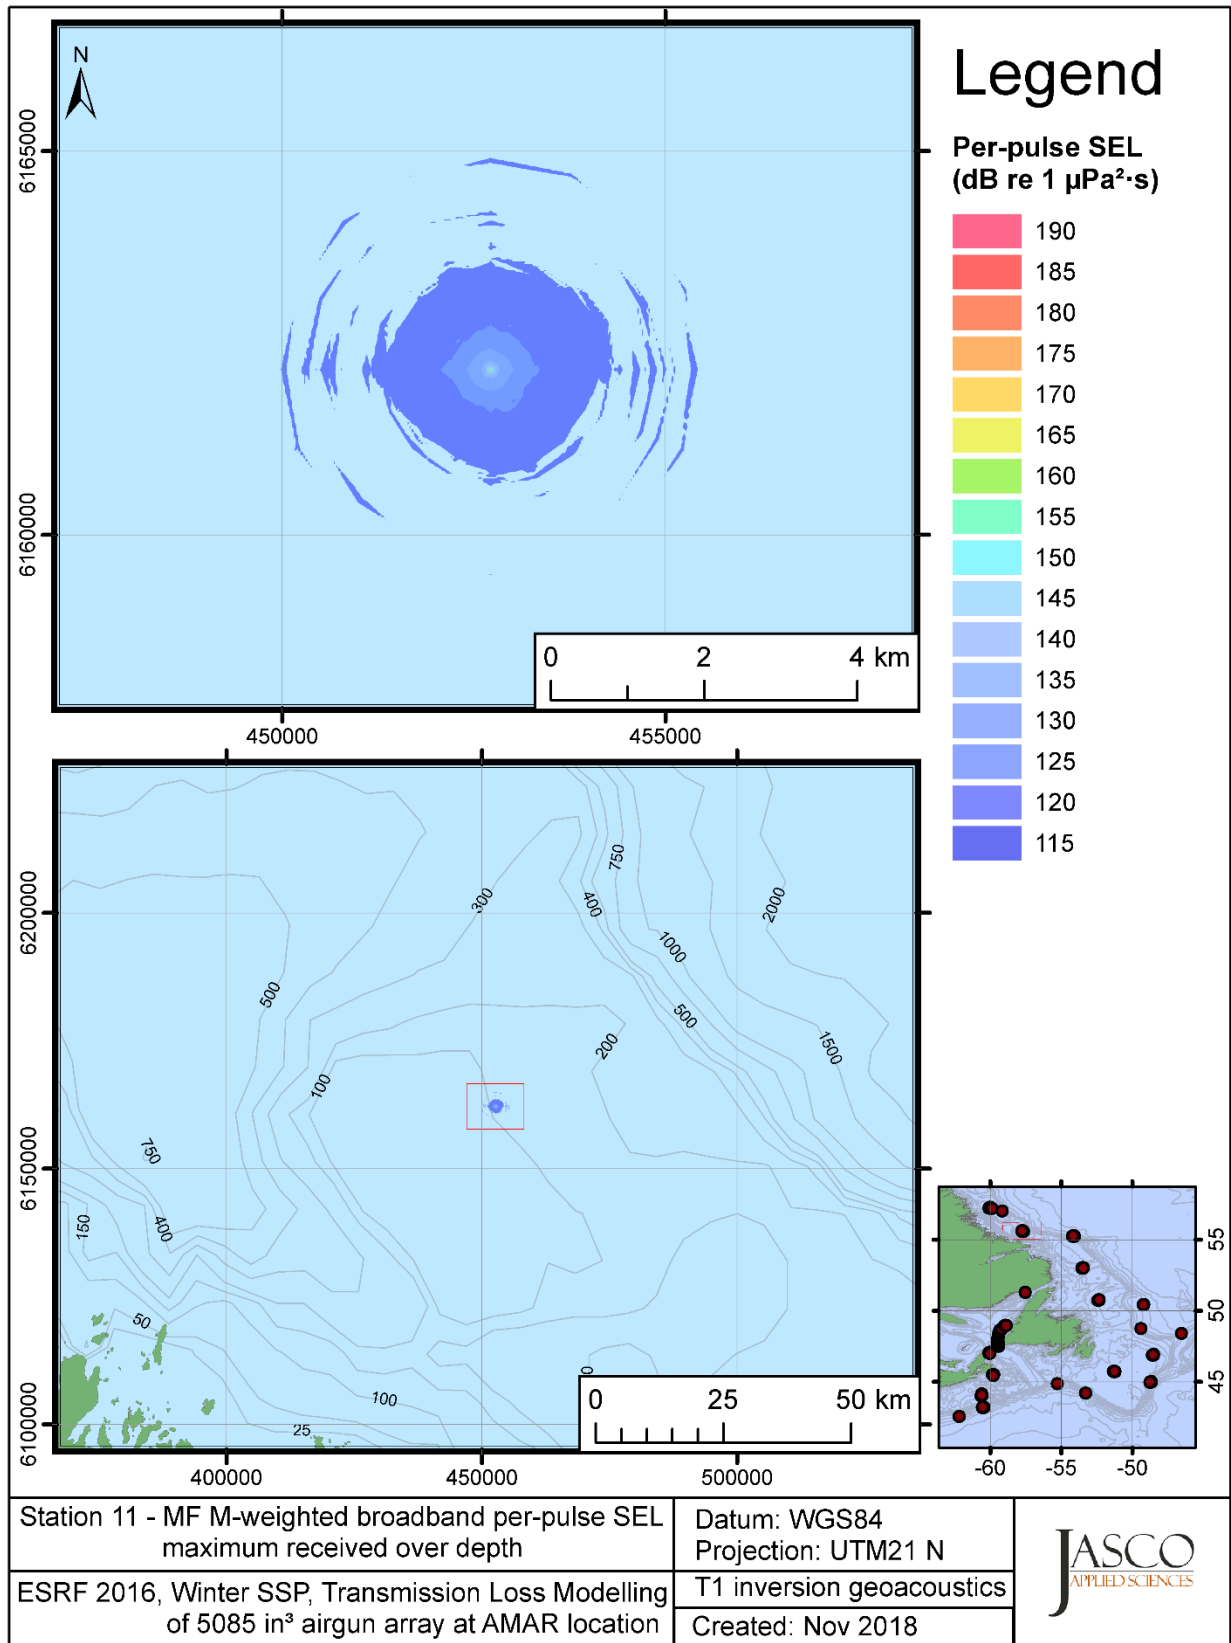 N
6165000
6160000
0 2 4 km
450000 455000
Legend
Per-pulse SEL
(dB re 1 µPa²·s)
190
185
180
175
170
165
160
155
150
145
140
135
130
125
120
115
6200000
6150000
6100000
750
300
400
2000
1000
500
500
200
1500
100
750
150
400
50
100
25
0
0 25 50 km
400000 450000 500000
55
50
45
-60 -55 -50
Station 11 - MF M-weighted broadband per-pulse SEL
maximum received over depth
ESRF 2016, Winter SSP, Transmission Loss Modelling
of 5085 in³ airgun array at AMAR location
Datum: WGS84
Projection: UTM21 N
T1 inversion geoacoustics
Created: Nov 2018
JASCO
APPLIED SCIENCES